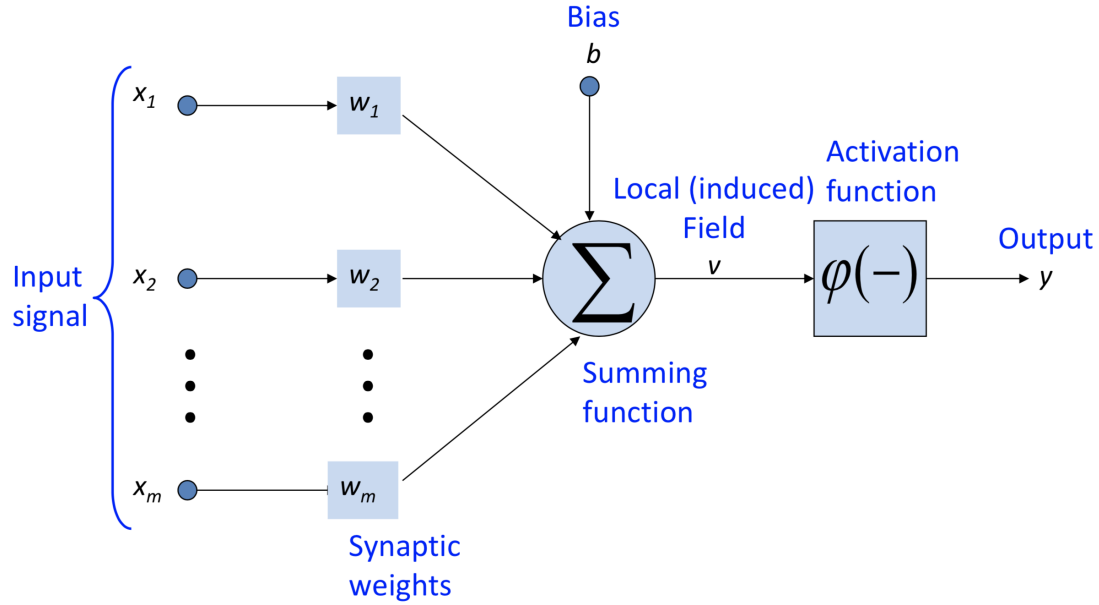 Bias
b
x₁
w₁
Activation
function
Local (induced)
Field
Output
Input
signal
x₂
w₂
∑
v
φ(−)
y
Summing
function
xₘ
wₘ
Synaptic
weights